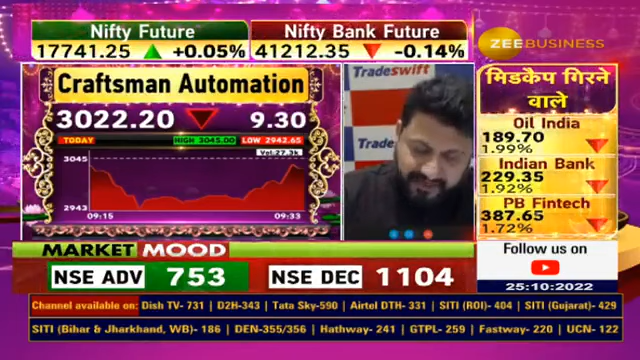 Nifty Future
17741.25 +0.05%
Nifty Bank Future
41212.35 -0.14%
ZEE BUSINESS
Craftsman Automation
3022.20 9.30
TODAY HIGH 3045.00 LOW 2942.65
Vol:27.3k
3045
2943
09:15 09:33
Tradeswift
Trade
मिडकैप गिरने
वाले
Oil India
189.70
1.99%
Indian Bank
229.35
1.92%
PB Fintech
387.65
1.72%
MARKET MOOD
NSE ADV 753 NSE DEC 1104
Follow us on
25:10:2022
Channel available on: Dish TV- 731 | D2H-343 | Tata Sky-590 | Airtel DTH- 331 | SITI (ROI)- 404 | SITI (Gujarat)- 429
SITI (Bihar & Jharkhand, WB)- 186 | DEN-355/356 | Hathway- 241 | GTPL- 259 | Fastway- 220 | UCN- 122